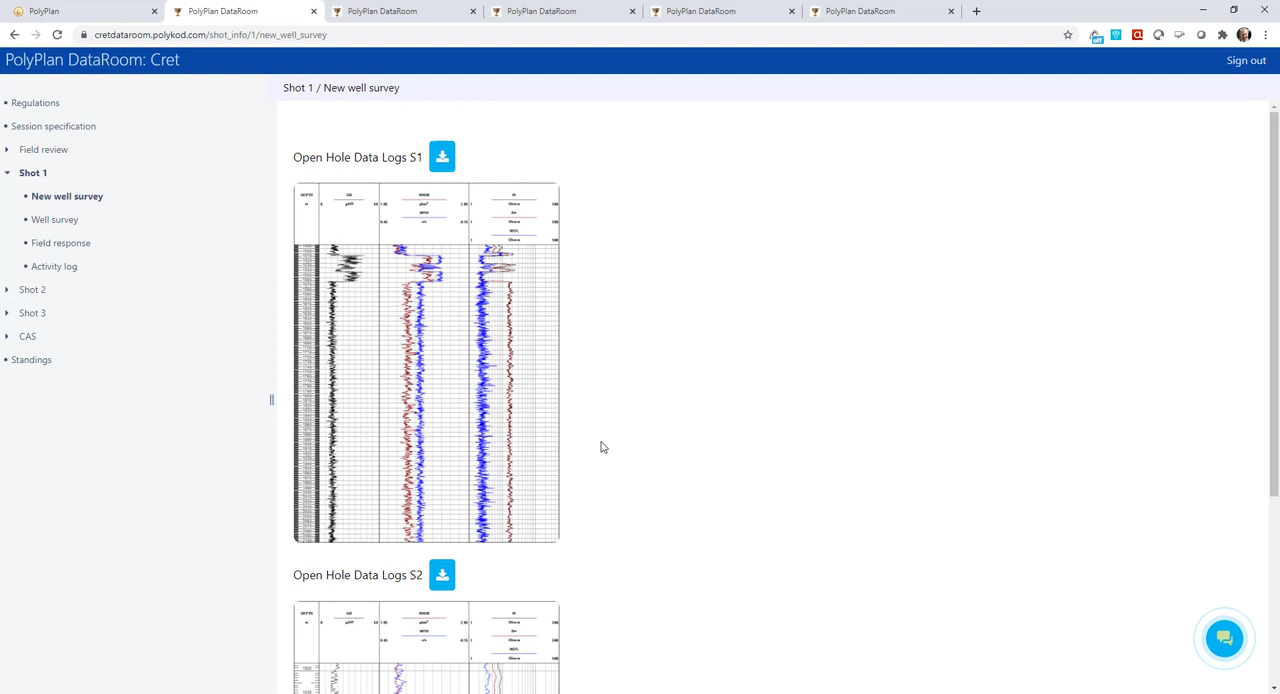 PolyPlan
PolyPlan DataRoom
PolyPlan DataRoom
PolyPlan DataRoom
PolyPlan DataRoom
PolyPlan DataRoom
cretdataroom.polykod.com/shot_info/1/new_well_survey
off
PolyPlan DataRoom: Cret
Sign out
Regulations
Session specification
Field review
Shot 1
New well survey
Well survey
Field response
Activity log
Shot 2
Shot 3
CAS
Standings
Shot 1 / New well survey
Open Hole Data Logs S1
DEPTH
m
Open Hole Data Logs S2
DEPTH
m